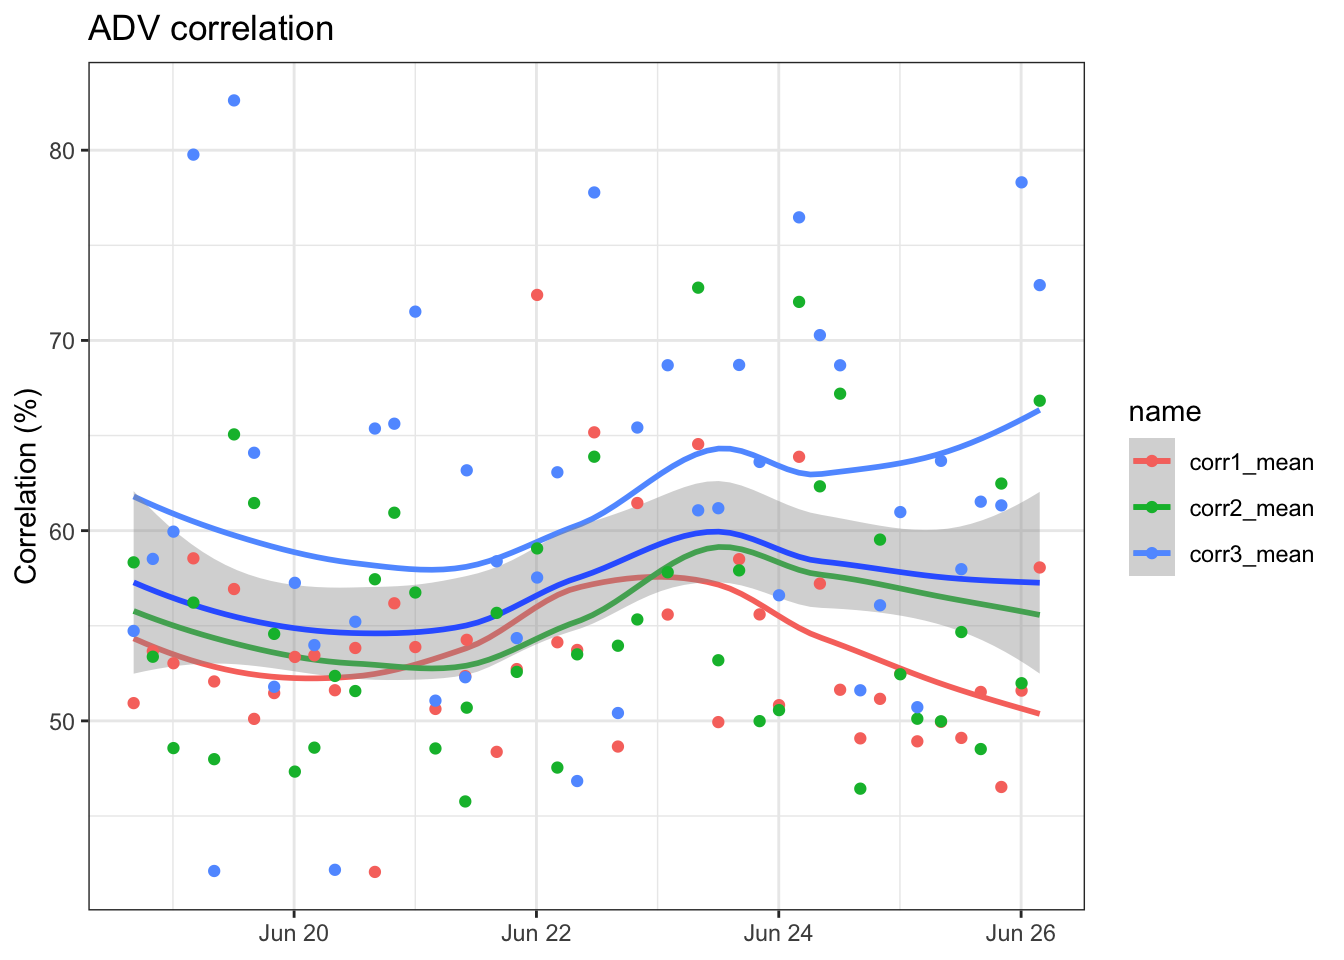 ADV correlation
Correlation (%)
80
70
60
50
Jun 20
Jun 22
Jun 24
Jun 26
name
corr1_mean
corr2_mean
corr3_mean